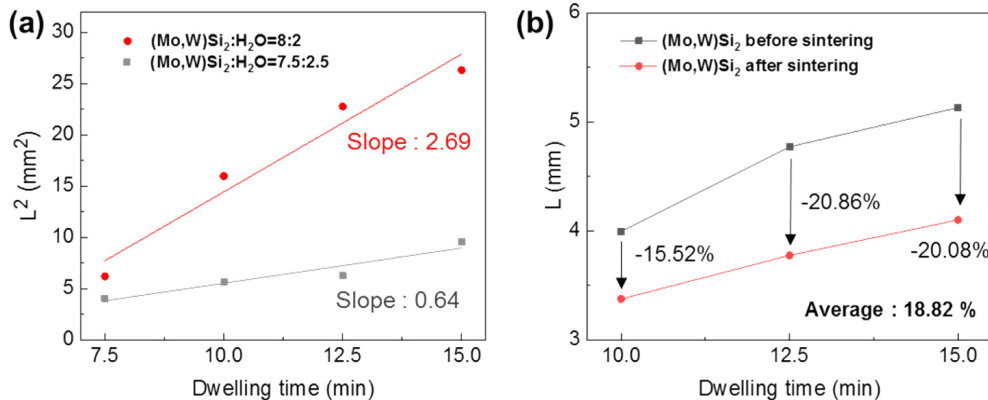 (a)
30
25
20
15
10
5
0
L² (mm²)
(Mo,W)Si₂:H₂O=8:2
(Mo,W)Si₂:H₂O=7.5:2.5
Slope : 2.69
Slope : 0.64
7.5 10.0 12.5 15.0
Dwelling time (min)
(b)
6
5
4
3
L (mm)
(Mo,W)Si₂ before sintering
(Mo,W)Si₂ after sintering
-15.52%
-20.86%
-20.08%
Average : 18.82 %
10.0 12.5 15.0
Dwelling time (min)